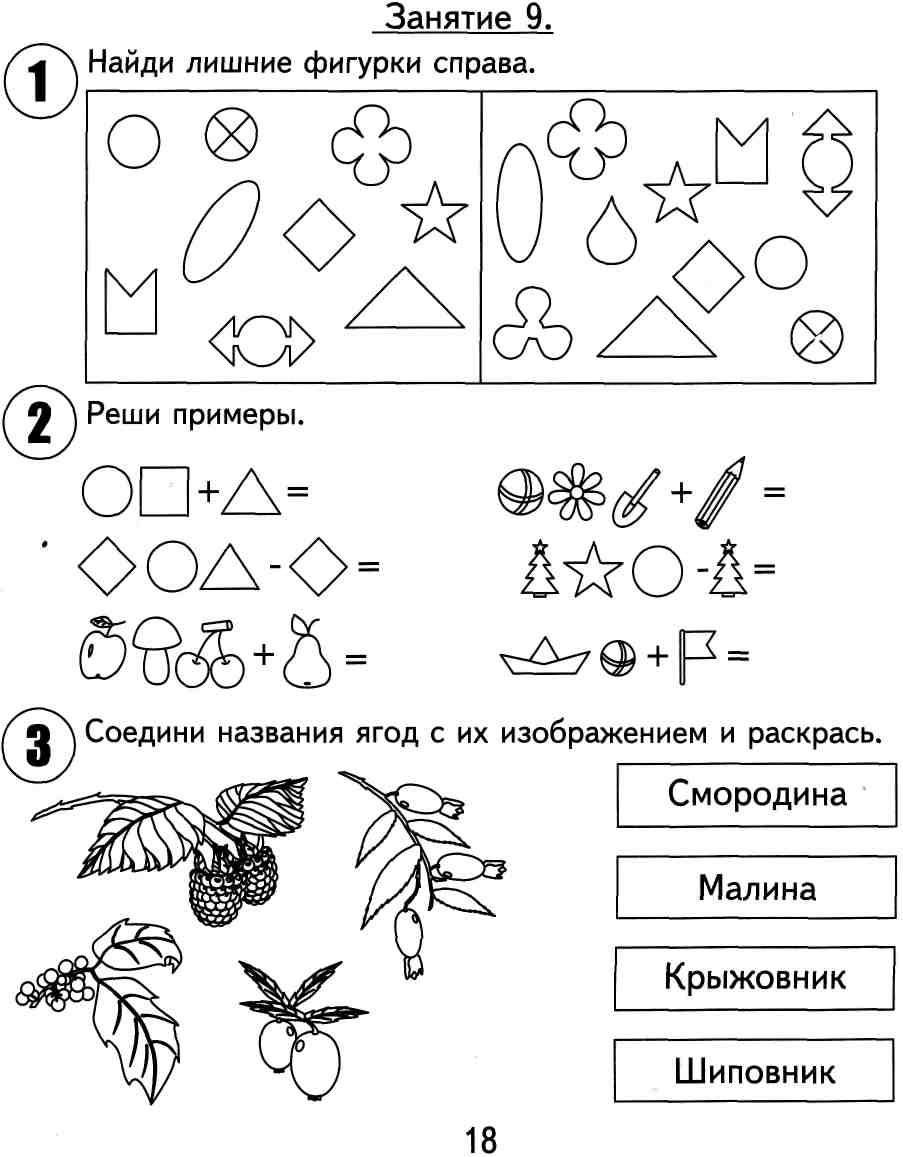 Занятие 9.
1 Найди лишние фигурки справа.
2 Реши примеры.
+ =
+ =
- =
- =
+ =
+ =
3 Соедини названия ягод с их изображением и раскрась.
Смородина
Малина
Крыжовник
Шиповник
18